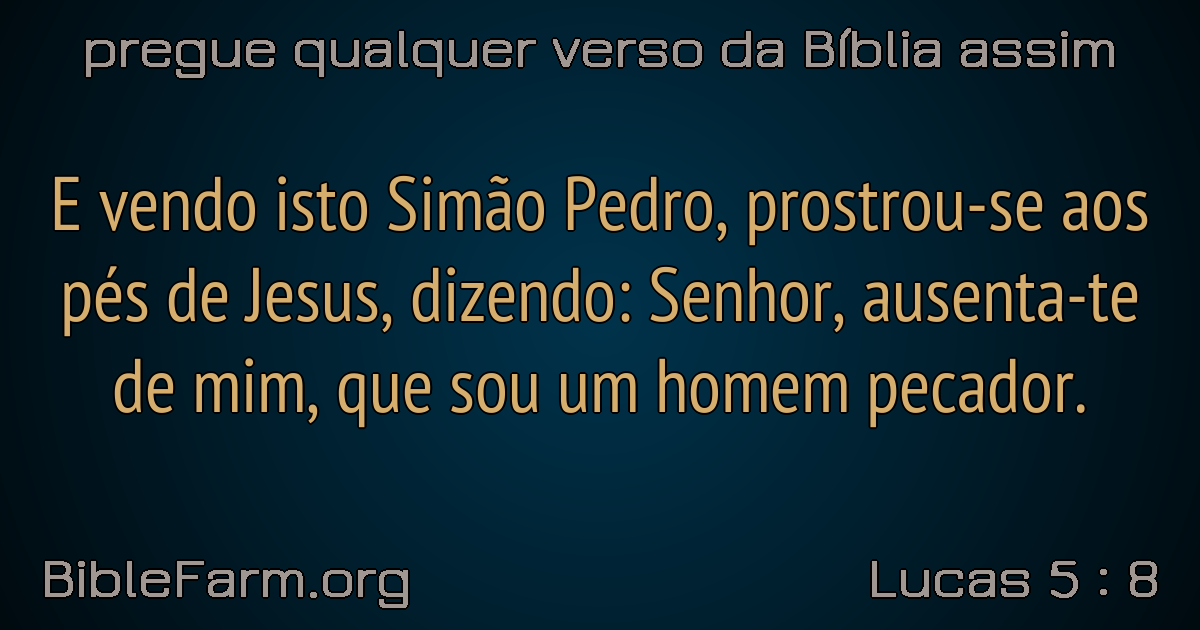 pregue qualquer verso da Bíblia assim
E vendo isto Simão Pedro, prostrou-se aos
pés de Jesus, dizendo: Senhor, ausenta-te
de mim, que sou um homem pecador.
BibleFarm.org
Lucas 5 : 8